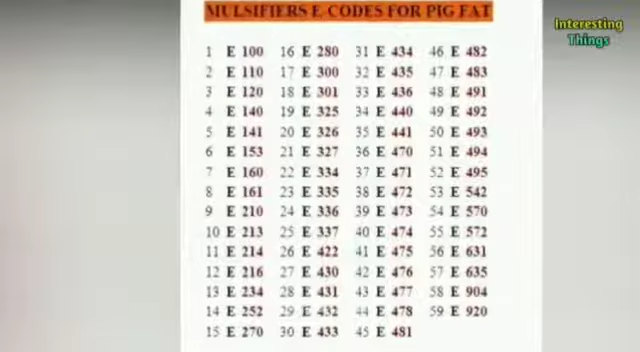 MULSIFIERS E-CODES FOR PIG FAT
Interesting
Things
1 E 100 16 E 280 31 E 434 46 E 482
2 E 110 17 E 300 32 E 435 47 E 483
3 E 120 18 E 301 33 E 436 48 E 491
4 E 140 19 E 325 34 E 440 49 E 492
5 E 141 20 E 326 35 E 441 50 E 493
6 E 153 21 E 327 36 E 470 51 E 494
7 E 160 22 E 334 37 E 471 52 E 495
8 E 161 23 E 335 38 E 472 53 E 542
9 E 210 24 E 336 39 E 473 54 E 570
10 E 213 25 E 337 40 E 474 55 E 572
11 E 214 26 E 422 41 E 475 56 E 631
12 E 216 27 E 430 42 E 476 57 E 635
13 E 234 28 E 431 43 E 477 58 E 904
14 E 252 29 E 432 44 E 478 59 E 920
15 E 270 30 E 433 45 E 481